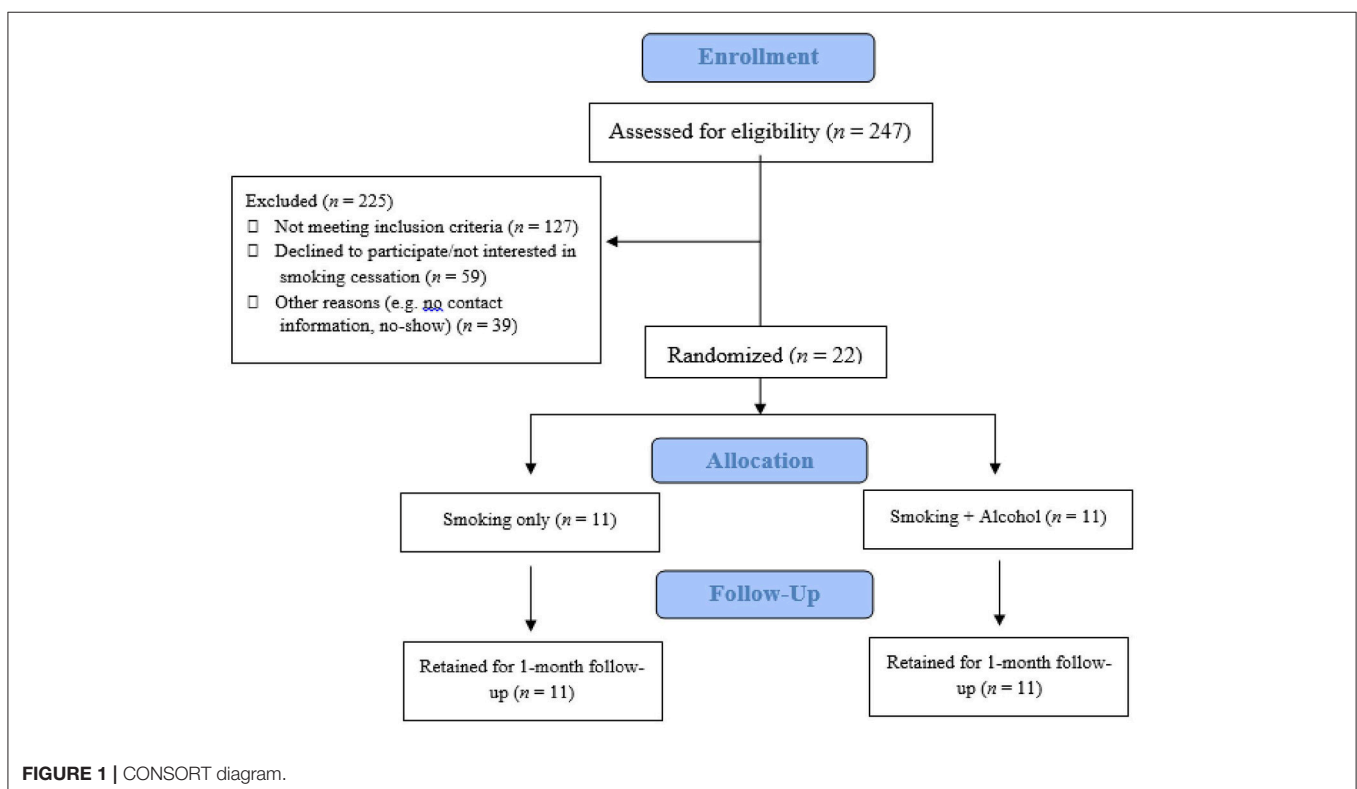 Enrollment
Assessed for eligibility (n = 247)
Excluded (n = 225)
☐ Not meeting inclusion criteria (n = 127)
☐ Declined to participate/not interested in
smoking cessation (n = 59)
☐ Other reasons (e.g. no contact
information, no-show) (n = 39)
Randomized (n = 22)
Allocation
Smoking only (n = 11)
Smoking + Alcohol (n = 11)
Follow-Up
Retained for 1-month follow-
up (n = 11)
Retained for 1-month follow-
up (n = 11)
FIGURE 1 | CONSORT diagram.